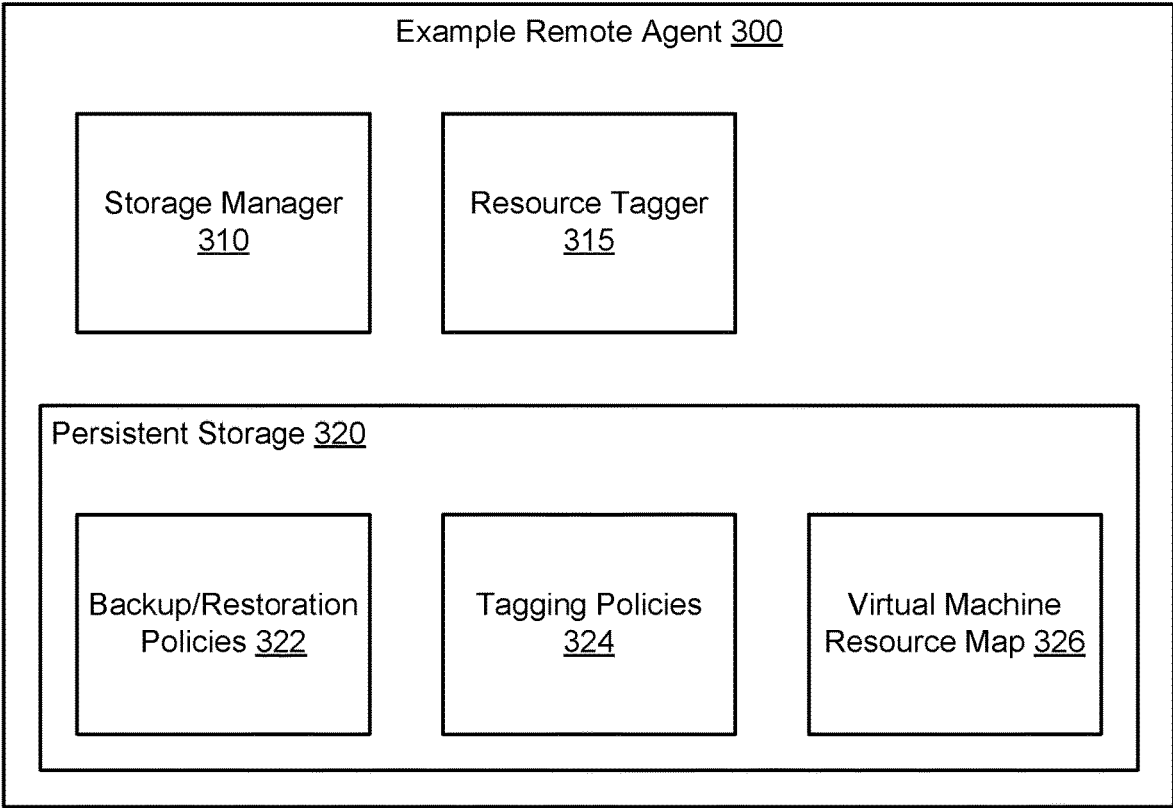 Example Remote Agent 300
Storage Manager
310
Resource Tagger
315
Persistent Storage 320
Backup/Restoration
Policies 322
Tagging Policies
324
Virtual Machine
Resource Map 326